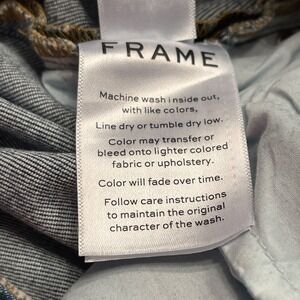 FRAME
Machine wash inside out,
with like colors,
Line dry or tumble dry low.
Color may transfer or
bleed onto lighter colored
fabric or upholstery.
Color will fade over time.
Follow care instructions
to maintain the original
character of the wash.